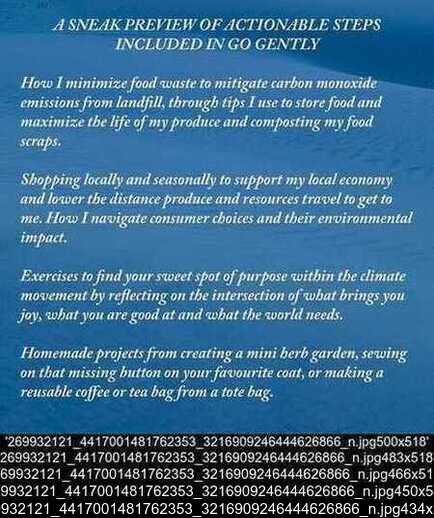 A SNEAK PREVIEW OF ACTIONABLE STEPS
INCLUDED IN GO GENTLY
How I minimize food waste to mitigate carbon monoxide
emissions from landfill, through tips I use to store food and
maximize the life of my produce and composting my food
scraps.
Shopping locally and seasonally to support my local economy
and lower the distance produce and resources travel to get to
me. How I navigate consumer choices and their environmental
impact.
Exercises to find your sweet spot of purpose within the climate
movement by reflecting on the intersection of what brings you
joy, what you are good at and what the world needs.
Homemade projects from creating a mini herb garden, sewing
on that missing button on your favourite coat, or making a
reusable coffee or tea bag from a tote bag.
'269932121_4417001481762353_3216909246444626866_n.jpg500x518'
269932121_4417001481762353_3216909246444626866_n.jpg483x518
69932121_4417001481762353_3216909246444626866_n.jpg466x51
9932121_4417001481762353_3216909246444626866_n.jpg450x5
932121_4417001481762353_3216909246444626866_n.jpg434x